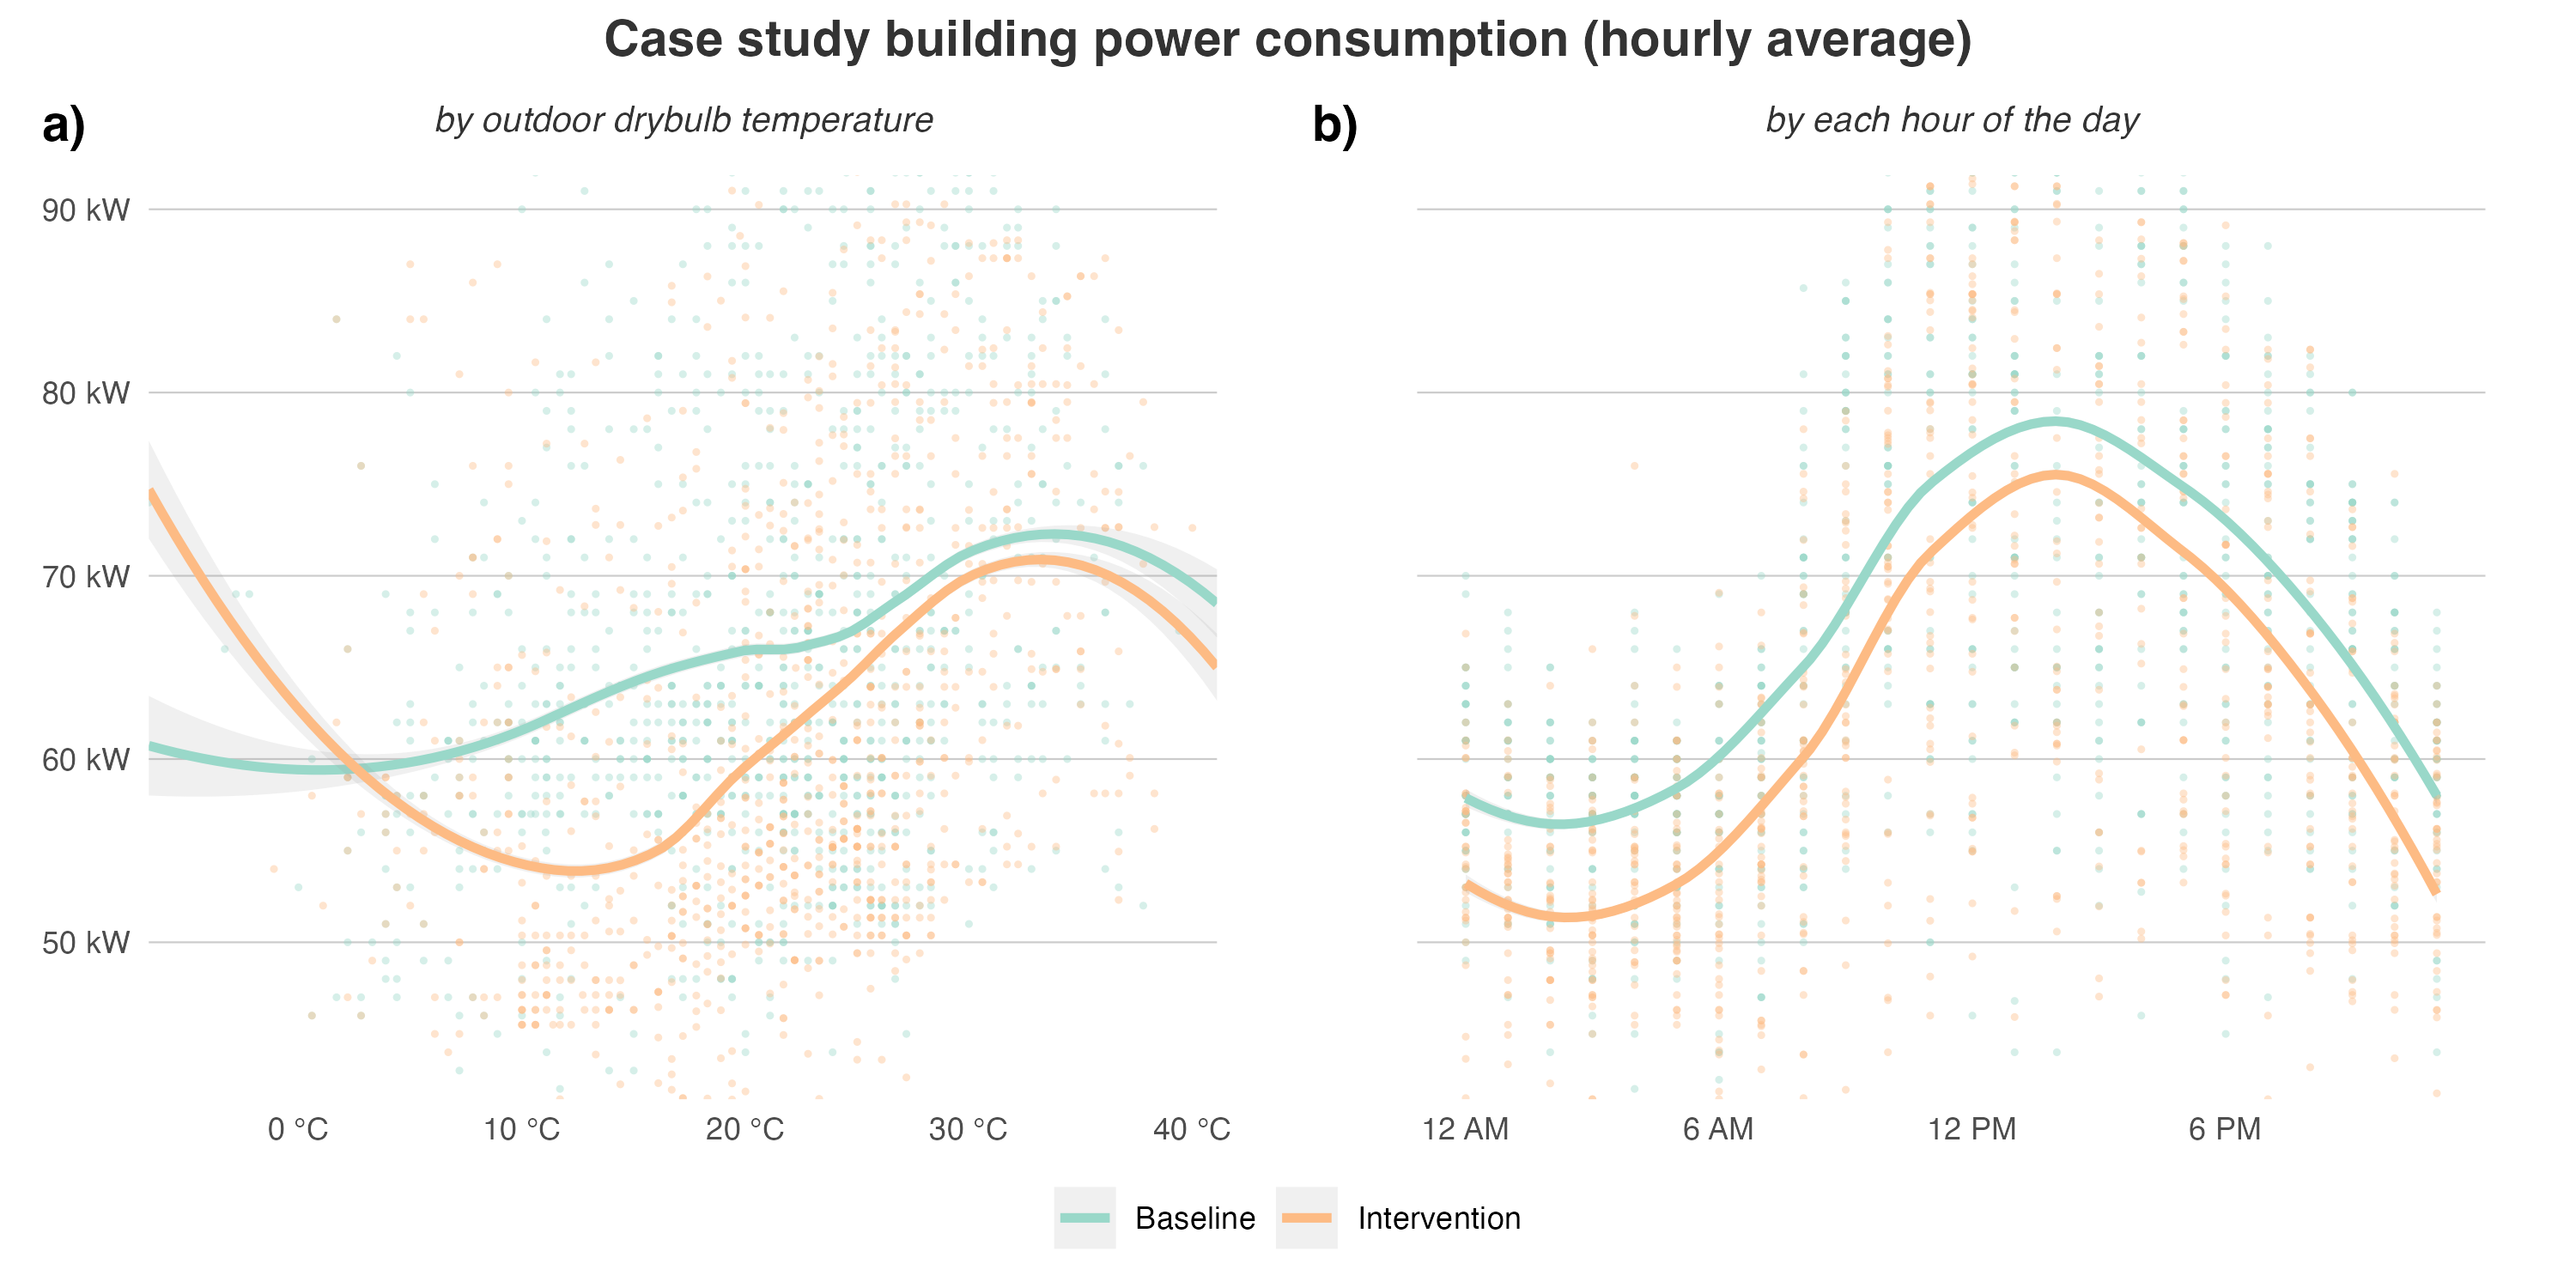 Case study building power consumption (hourly average)
a)
by outdoor drybulb temperature
b)
by each hour of the day
90 kW
80 kW
70 kW
60 kW
50 kW
0 °C 10 °C 20 °C 30 °C 40 °C
12 AM 6 AM 12 PM 6 PM
Baseline Intervention